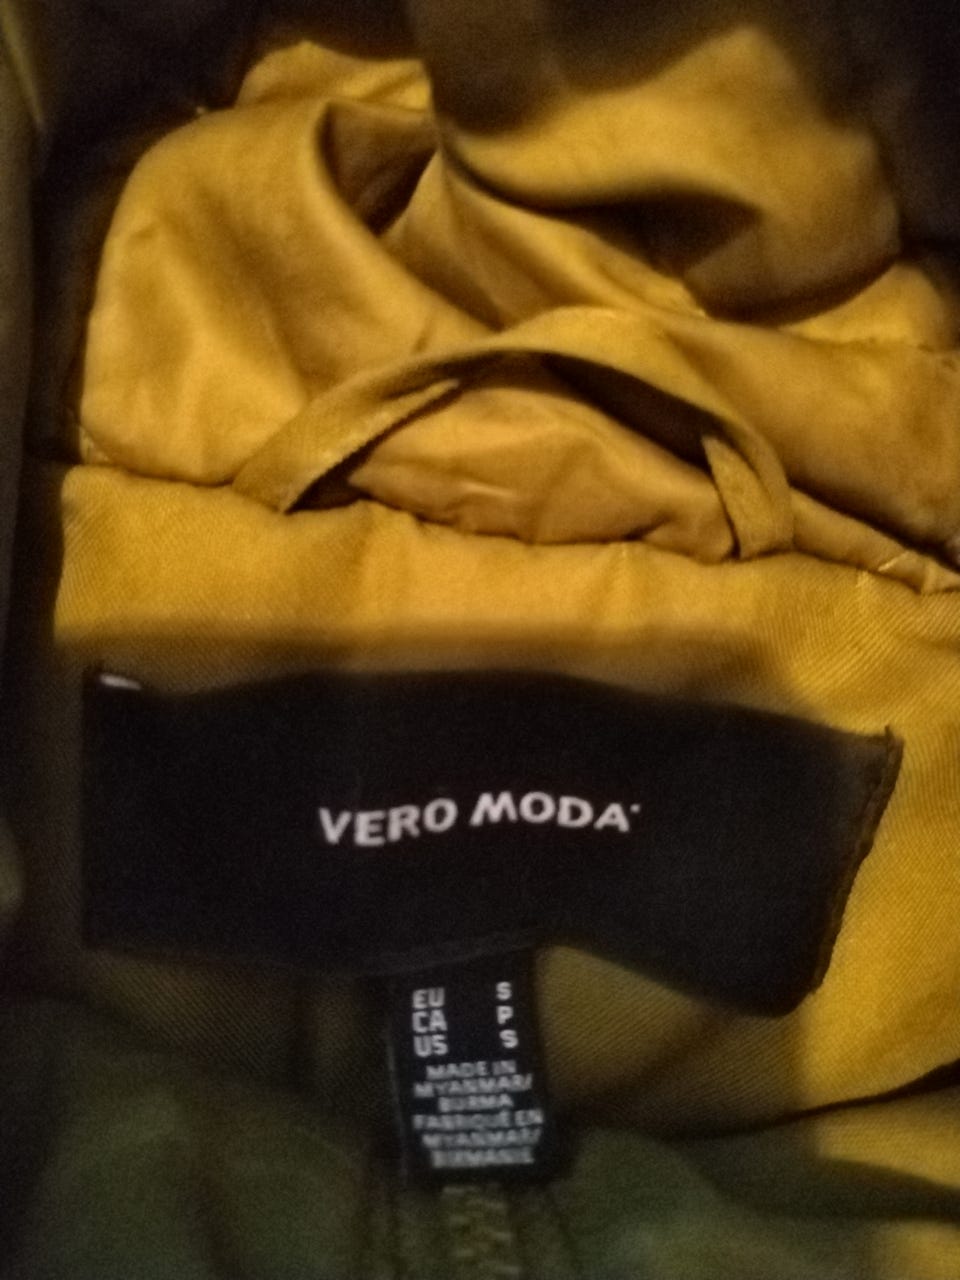 VERO MODA
EU S
CA P
US S
MADE IN
MYANMAR/
BURMA
FABRIQUÉ EN
MYANMAR/
BIRMANIE